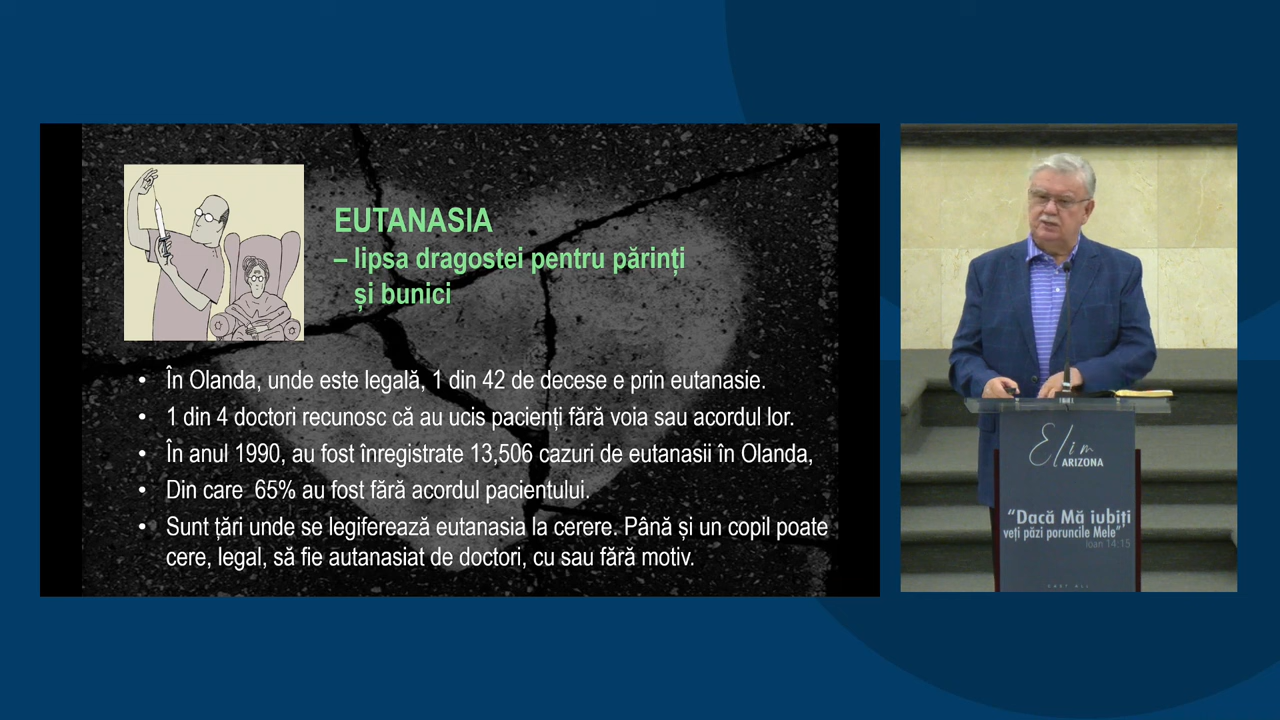 EUTANASIA
– lipsa dragostei pentru părinți
și bunici
• În Olanda, unde este legală, 1 din 42 de decese e prin eutanasie.
• 1 din 4 doctori recunosc că au ucis pacienți fără voia sau acordul lor.
• În anul 1990, au fost înregistrate 13,506 cazuri de eutanasii în Olanda,
• Din care 65% au fost fără acordul pacientului.
• Sunt țări unde se legiferează eutanasia la cerere. Până și un copil poate
cere, legal, să fie autanasiat de doctori, cu sau fără motiv.
Elim
ARIZONA
“Dacă Mă iubiți
veți păzi poruncile Mele”
Ioan 14:15